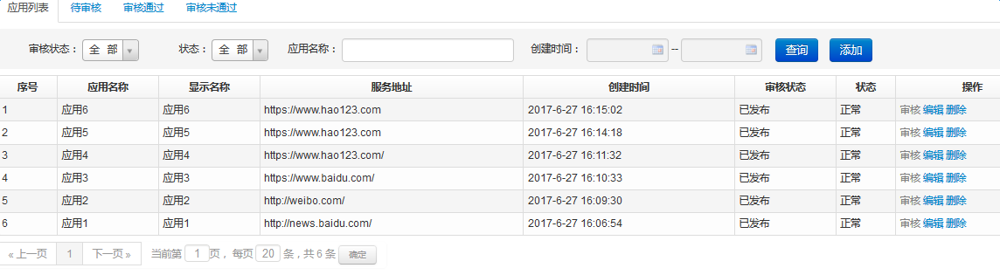 应用列表 待审核 审核通过 审核未通过
审核状态： 全 部 状态： 全 部 应用名称： 创建时间： -- 查询 添加
序号 应用名称 显示名称 服务地址 创建时间 审核状态 状态 操作
1 应用6 应用6 https://www.hao123.com 2017-6-27 16:15:02 已发布 正常 审核 编辑 删除
2 应用5 应用5 https://www.hao123.com 2017-6-27 16:14:18 已发布 正常 审核 编辑 删除
3 应用4 应用4 https://www.hao123.com/ 2017-6-27 16:11:32 已发布 正常 审核 编辑 删除
4 应用3 应用3 https://www.baidu.com/ 2017-6-27 16:10:33 已发布 正常 审核 编辑 删除
5 应用2 应用2 http://weibo.com/ 2017-6-27 16:09:30 已发布 正常 审核 编辑 删除
6 应用1 应用1 http://news.baidu.com/ 2017-6-27 16:06:54 已发布 正常 审核 编辑 删除
« 上一页 1 下一页 » 当前第 1 页， 每页 20 条，共 6 条 确定